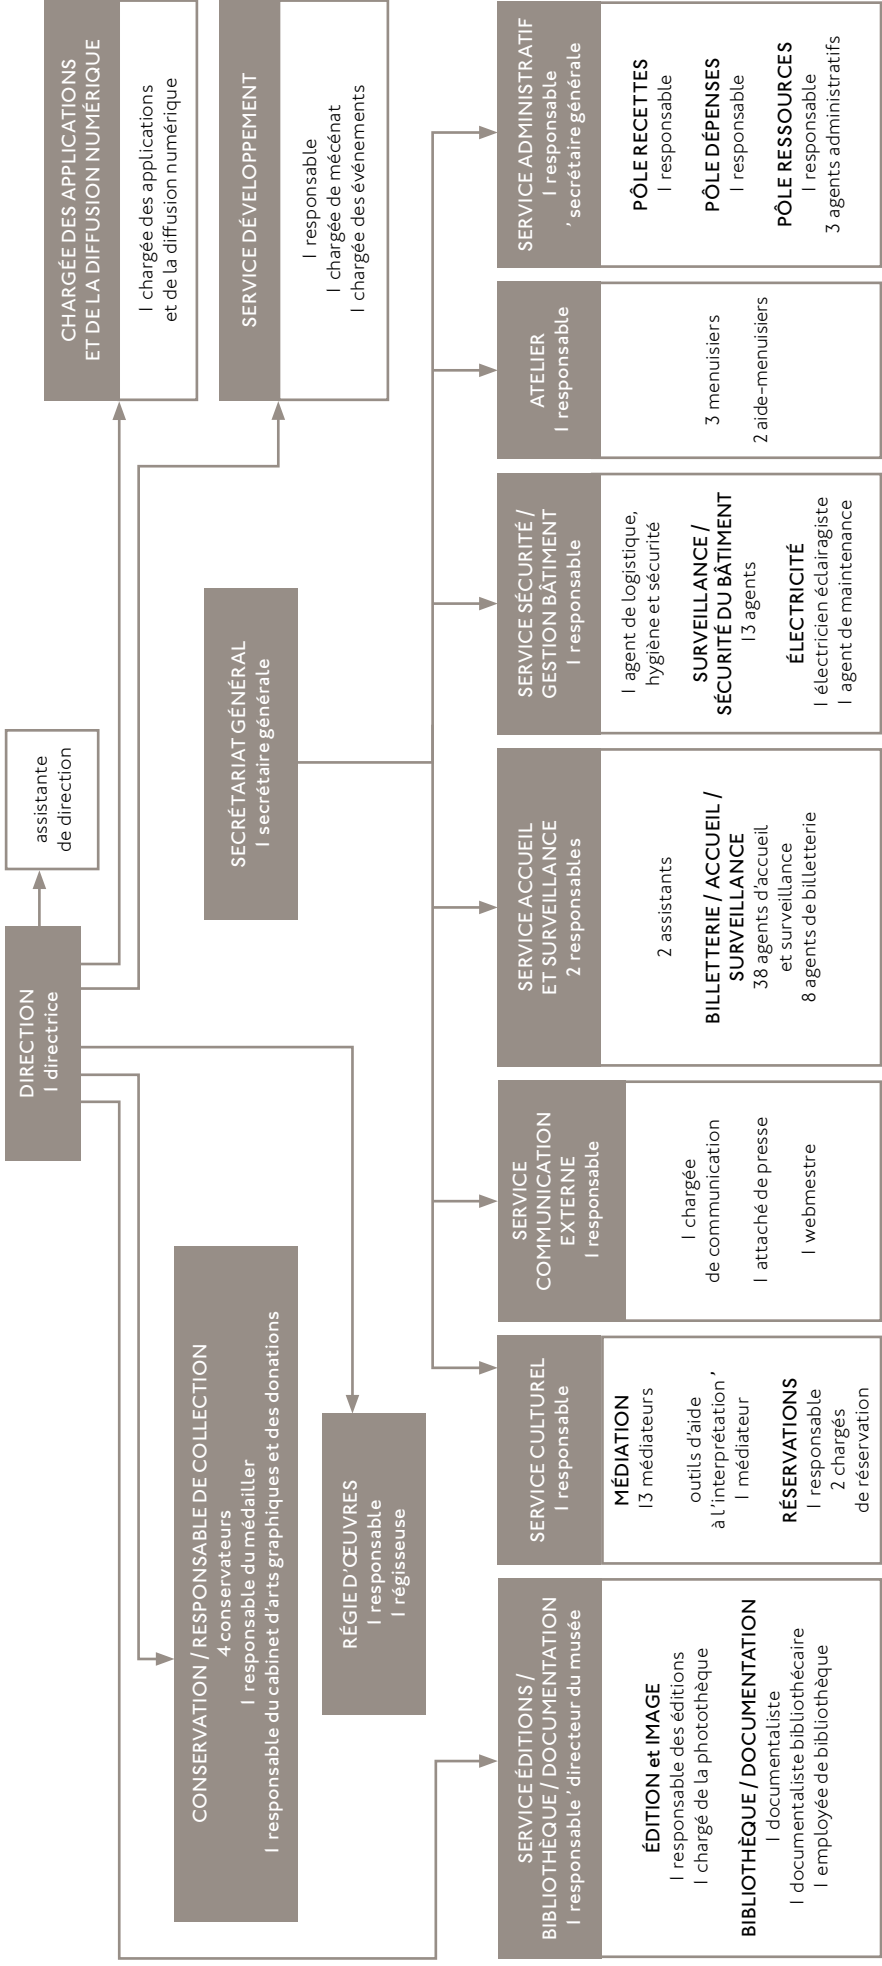 DIRECTION
1 directrice
assistante
de direction
CONSERVATION / RESPONSABLE DE COLLECTION
4 conservateurs
1 responsable du médailler
1 responsable du cabinet d'arts graphiques et des donations
RÉGIE D'ŒUVRES
1 responsable
1 régisseuse
SECRÉTARIAT GÉNÉRAL
1 secrétaire générale
CHARGÉE DES APPLICATIONS
ET DE LA DIFFUSION NUMÉRIQUE
1 chargée des applications
et de la diffusion numérique
SERVICE DÉVELOPPEMENT
1 responsable
1 chargée de mécénat
1 chargée des événements
SERVICE ÉDITIONS /
BIBLIOTHÈQUE / DOCUMENTATION
1 responsable ' directeur du musée
ÉDITION et IMAGE
1 responsable des éditions
1 chargé de la photothèque
BIBLIOTHÈQUE / DOCUMENTATION
1 documentaliste
1 documentaliste bibliothécaire
1 employée de bibliothèque
SERVICE CULTUREL
1 responsable
MÉDIATION
13 médiateurs
outils d'aide
à l'interprétation '
1 médiateur
RÉSERVATIONS
1 responsable
2 chargés
de réservation
SERVICE
COMMUNICATION
EXTERNE
1 responsable
1 chargée
de communication
1 attaché de presse
1 webmestre
SERVICE ACCUEIL
ET SURVEILLANCE
2 responsables
2 assistants
BILLETTERIE / ACCUEIL /
SURVEILLANCE
38 agents d'accueil
et surveillance
8 agents de billetterie
SERVICE SÉCURITÉ /
GESTION BÂTIMENT
1 responsable
1 agent de logistique,
hygiène et sécurité
SURVEILLANCE /
SÉCURITÉ DU BÂTIMENT
13 agents
ÉLECTRICITÉ
1 électricien éclairagiste
1 agent de maintenance
ATELIER
1 responsable
3 menuisiers
2 aide-menuisiers
SERVICE ADMINISTRATIF
1 responsable
' secrétaire générale
PÔLE RECETTES
1 responsable
PÔLE DÉPENSES
1 responsable
PÔLE RESSOURCES
1 responsable
3 agents administratifs